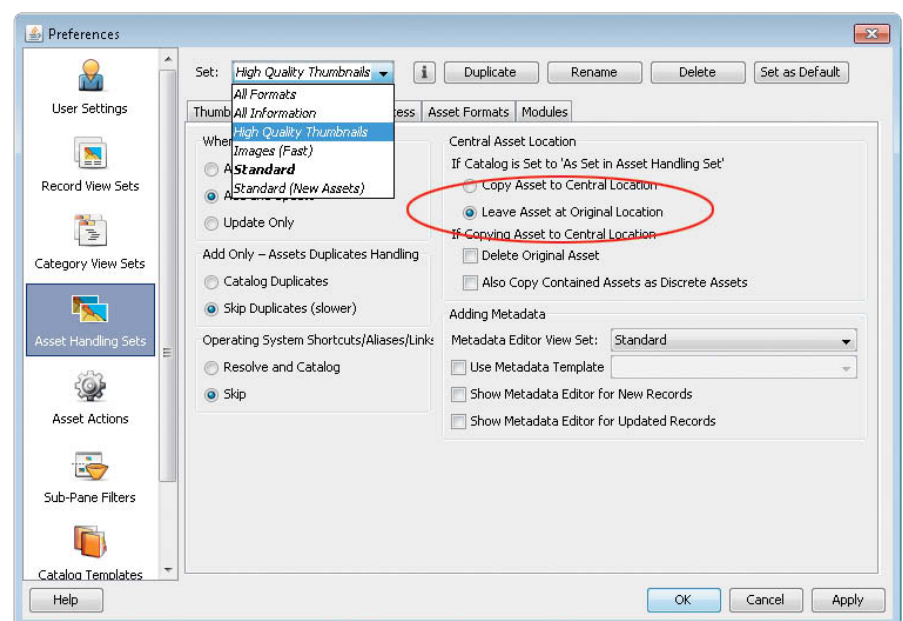 Preferences
User Settings
Record View Sets
Category View Sets
Asset Handling Sets
Asset Actions
Sub-Pane Filters
Catalog Templates
Set:
High Quality Thumbnails
i
Duplicate
Rename
Delete
Set as Default
All Formats
All Information
High Quality Thumbnails
Images (Fast)
Standard
Standard (New Assets)
Asset Formats
Modules
Update Only
Add Only – Assets Duplicates Handling
Catalog Duplicates
Skip Duplicates (slower)
Operating System Shortcuts/Aliases/Links
Resolve and Catalog
Skip
Central Asset Location
If Catalog is Set to 'As Set in Asset Handling Set'
Copy Asset to Central Location
Leave Asset at Original Location
If Copying Asset to Central Location
Delete Original Asset
Also Copy Contained Assets as Discrete Assets
Adding Metadata
Metadata Editor View Set: Standard
Use Metadata Template
Show Metadata Editor for New Records
Show Metadata Editor for Updated Records
Help
OK
Cancel
Apply